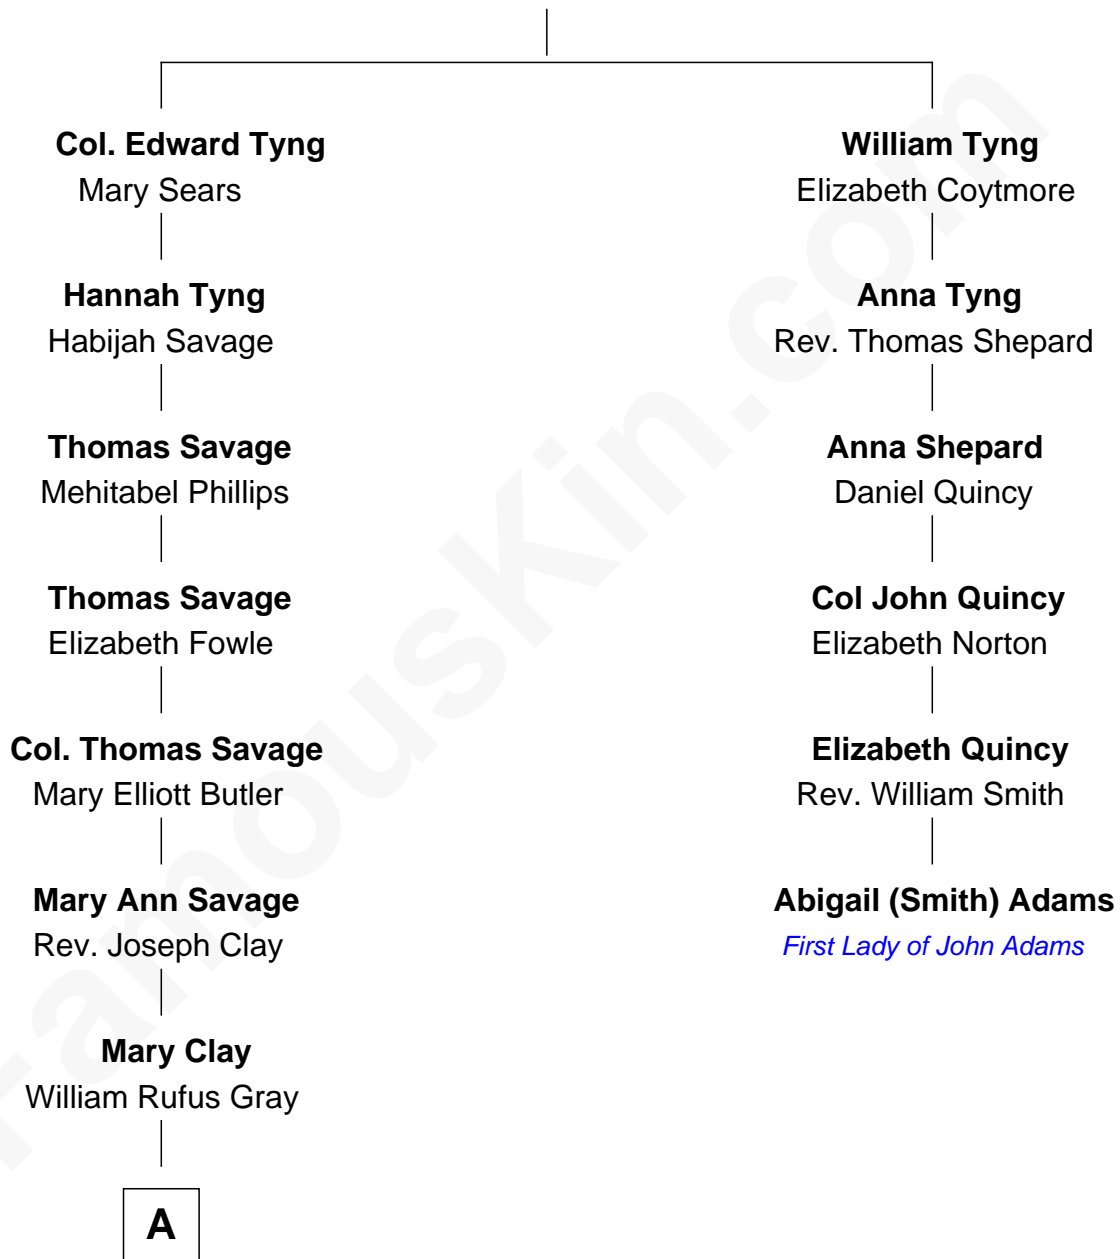 Col. Edward Tyng
Mary Sears
Hannah Tyng
Habijah Savage
Thomas Savage
Mehitabel Phillips
Thomas Savage
Elizabeth Fowle
Col. Thomas Savage
Mary Elliott Butler
Mary Ann Savage
Rev. Joseph Clay
Mary Clay
William Rufus Gray
A
William Tyng
Elizabeth Coytmore
Anna Tyng
Rev. Thomas Shepard
Anna Shepard
Daniel Quincy
Col John Quincy
Elizabeth Norton
Elizabeth Quincy
Rev. William Smith
Abigail (Smith) Adams
First Lady of John Adams
FamousKin.com